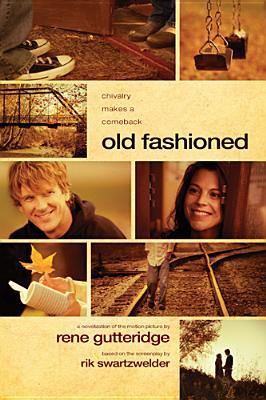 chivalry
makes a
comeback
old fashioned
a novelization of the motion picture by
rene gutteridge
based on the screenplay by
rik swartzwelder